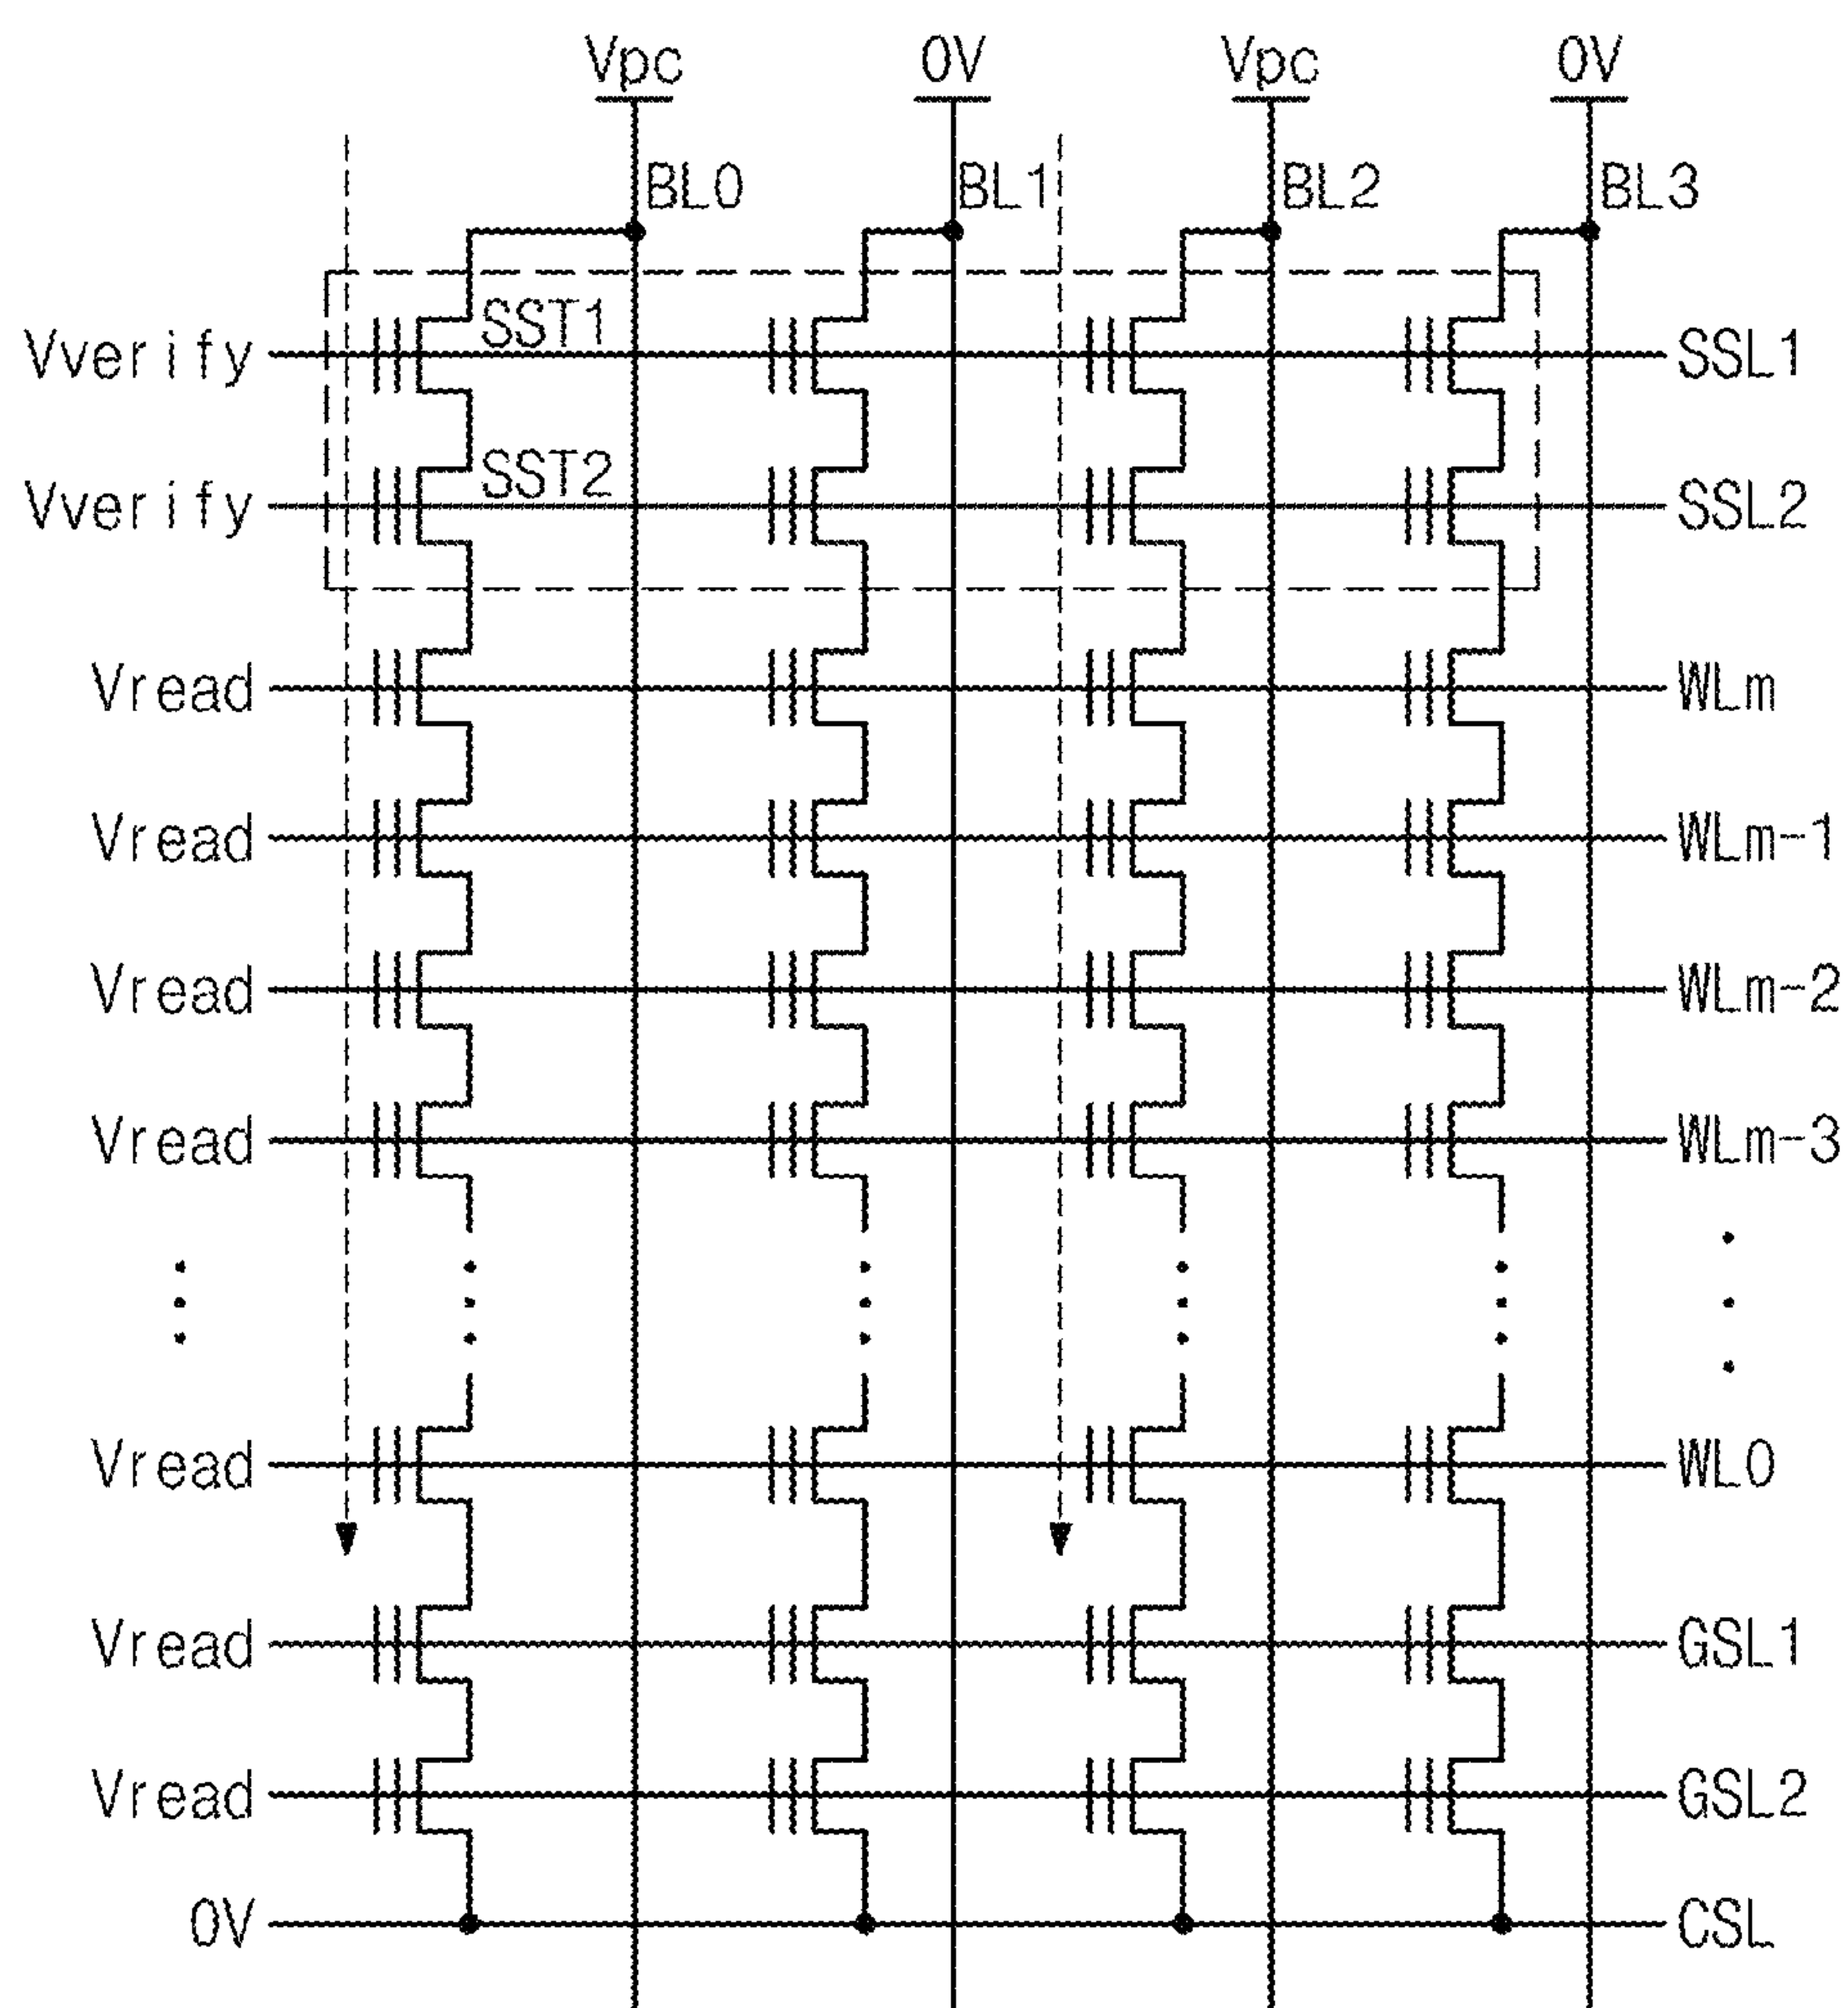 Vpc 0V Vpc 0V
BL0 BL1 BL2 BL3
SST1
Vverify SSL1
SST2
Vverify SSL2
Vread WLm
Vread WLm-1
Vread WLm-2
Vread WLm-3
Vread WL0
Vread GSL1
Vread GSL2
0V CSL